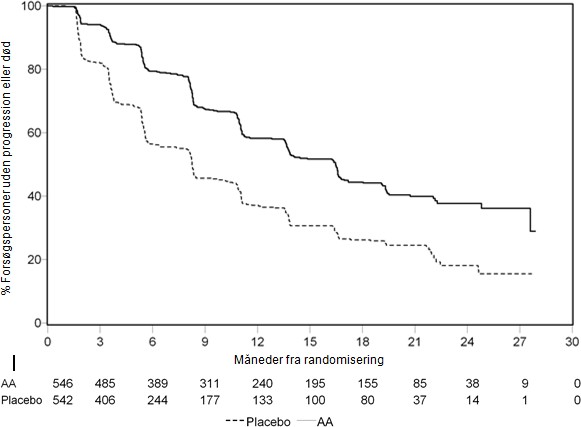 % Forsøgspersoner uden progression eller død
100
80
60
40
20
0
0 3 6 9 12 15 18 21 24 27 30
Måneder fra randomisering
AA 546 485 389 311 240 195 155 85 38 9 0
Placebo 542 406 244 177 133 100 80 37 14 1 0
Placebo AA